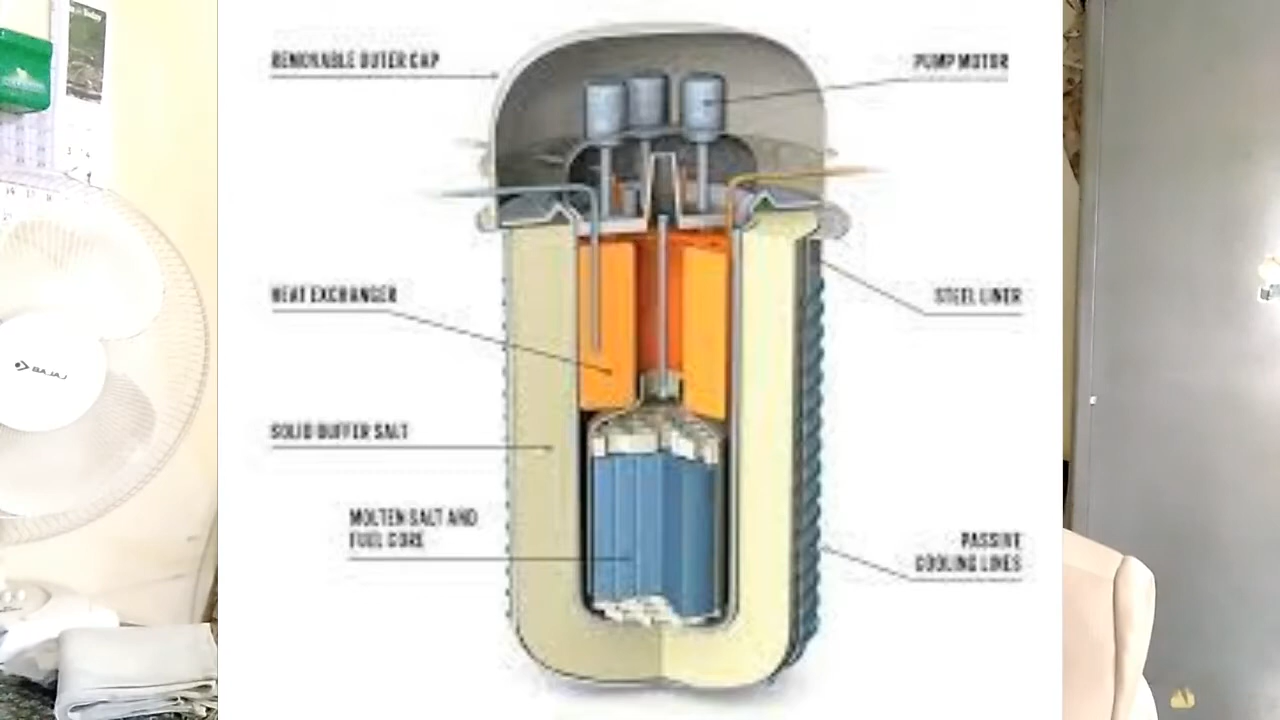 REMOVABLE OUTER CAP
PUMP MOTOR
HEAT EXCHANGER
STEEL LINER
SOLID BUFFER SALT
MOLTEN SALT AND
FUEL CORE
PASSIVE
COOLING LINES
BAJAJ